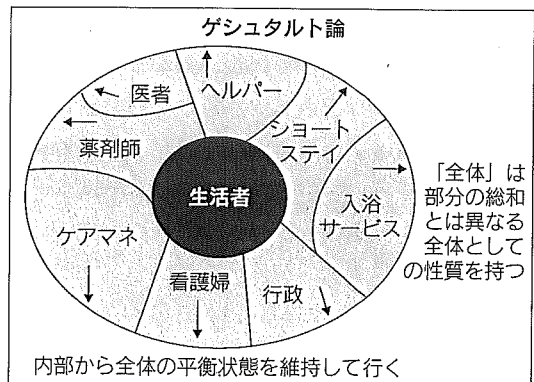 ゲシュタルト論
医者
ヘルパー
薬剤師
ショート
ステイ
生活者
入浴
サービス
ケアマネ
看護婦
行政
「全体」は
部分の総和
とは異なる
全体として
の性質を持つ
内部から全体の平衡状態を維持して行く